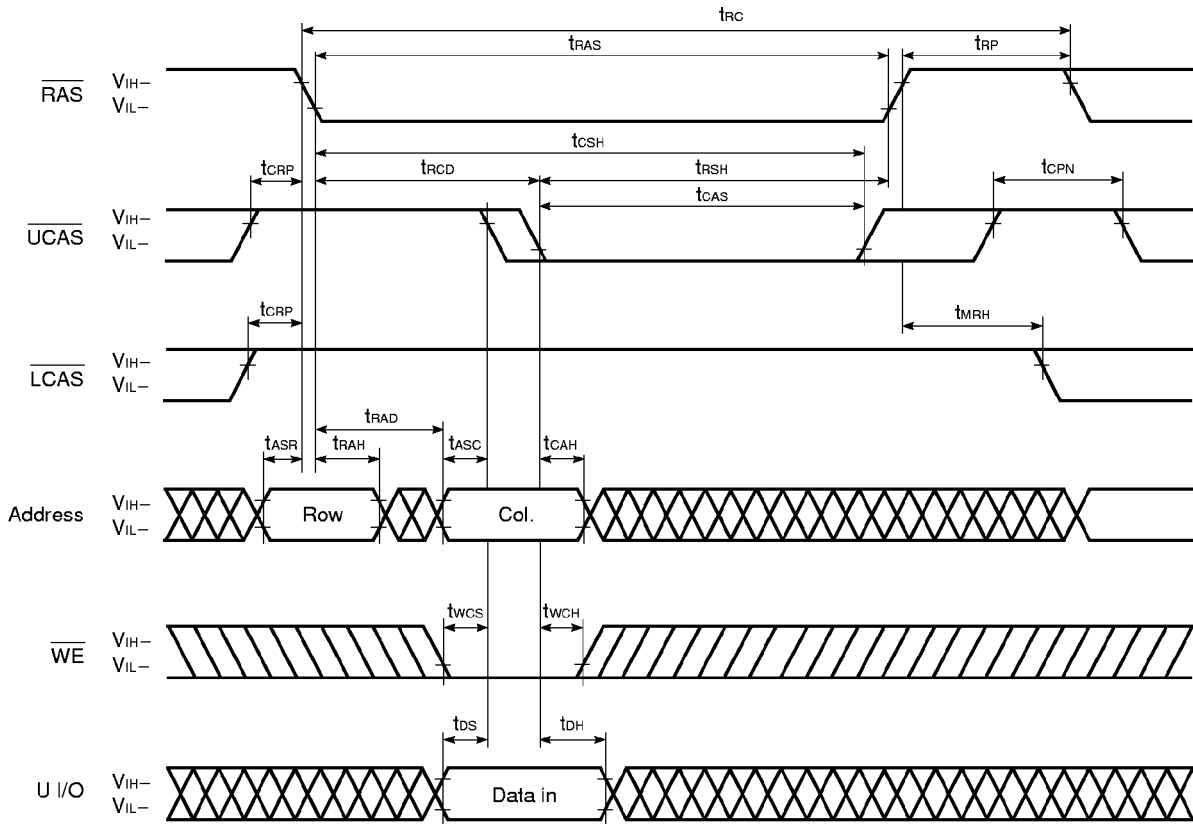 tRC
tRAS tRP
RAS VIH–
VIL–
tCSH
tCRP tRCD tRSH tCPN
tCAS
UCAS VIH–
VIL–
tCRP tMRH
LCAS VIH–
VIL–
tRAD
tASR tRAH tASC tCAH
Address VIH–
VIL–
Row Col.
tWCS tWCH
WE VIH–
VIL–
tDS tDH
U I/O VIH–
VIL–
Data in